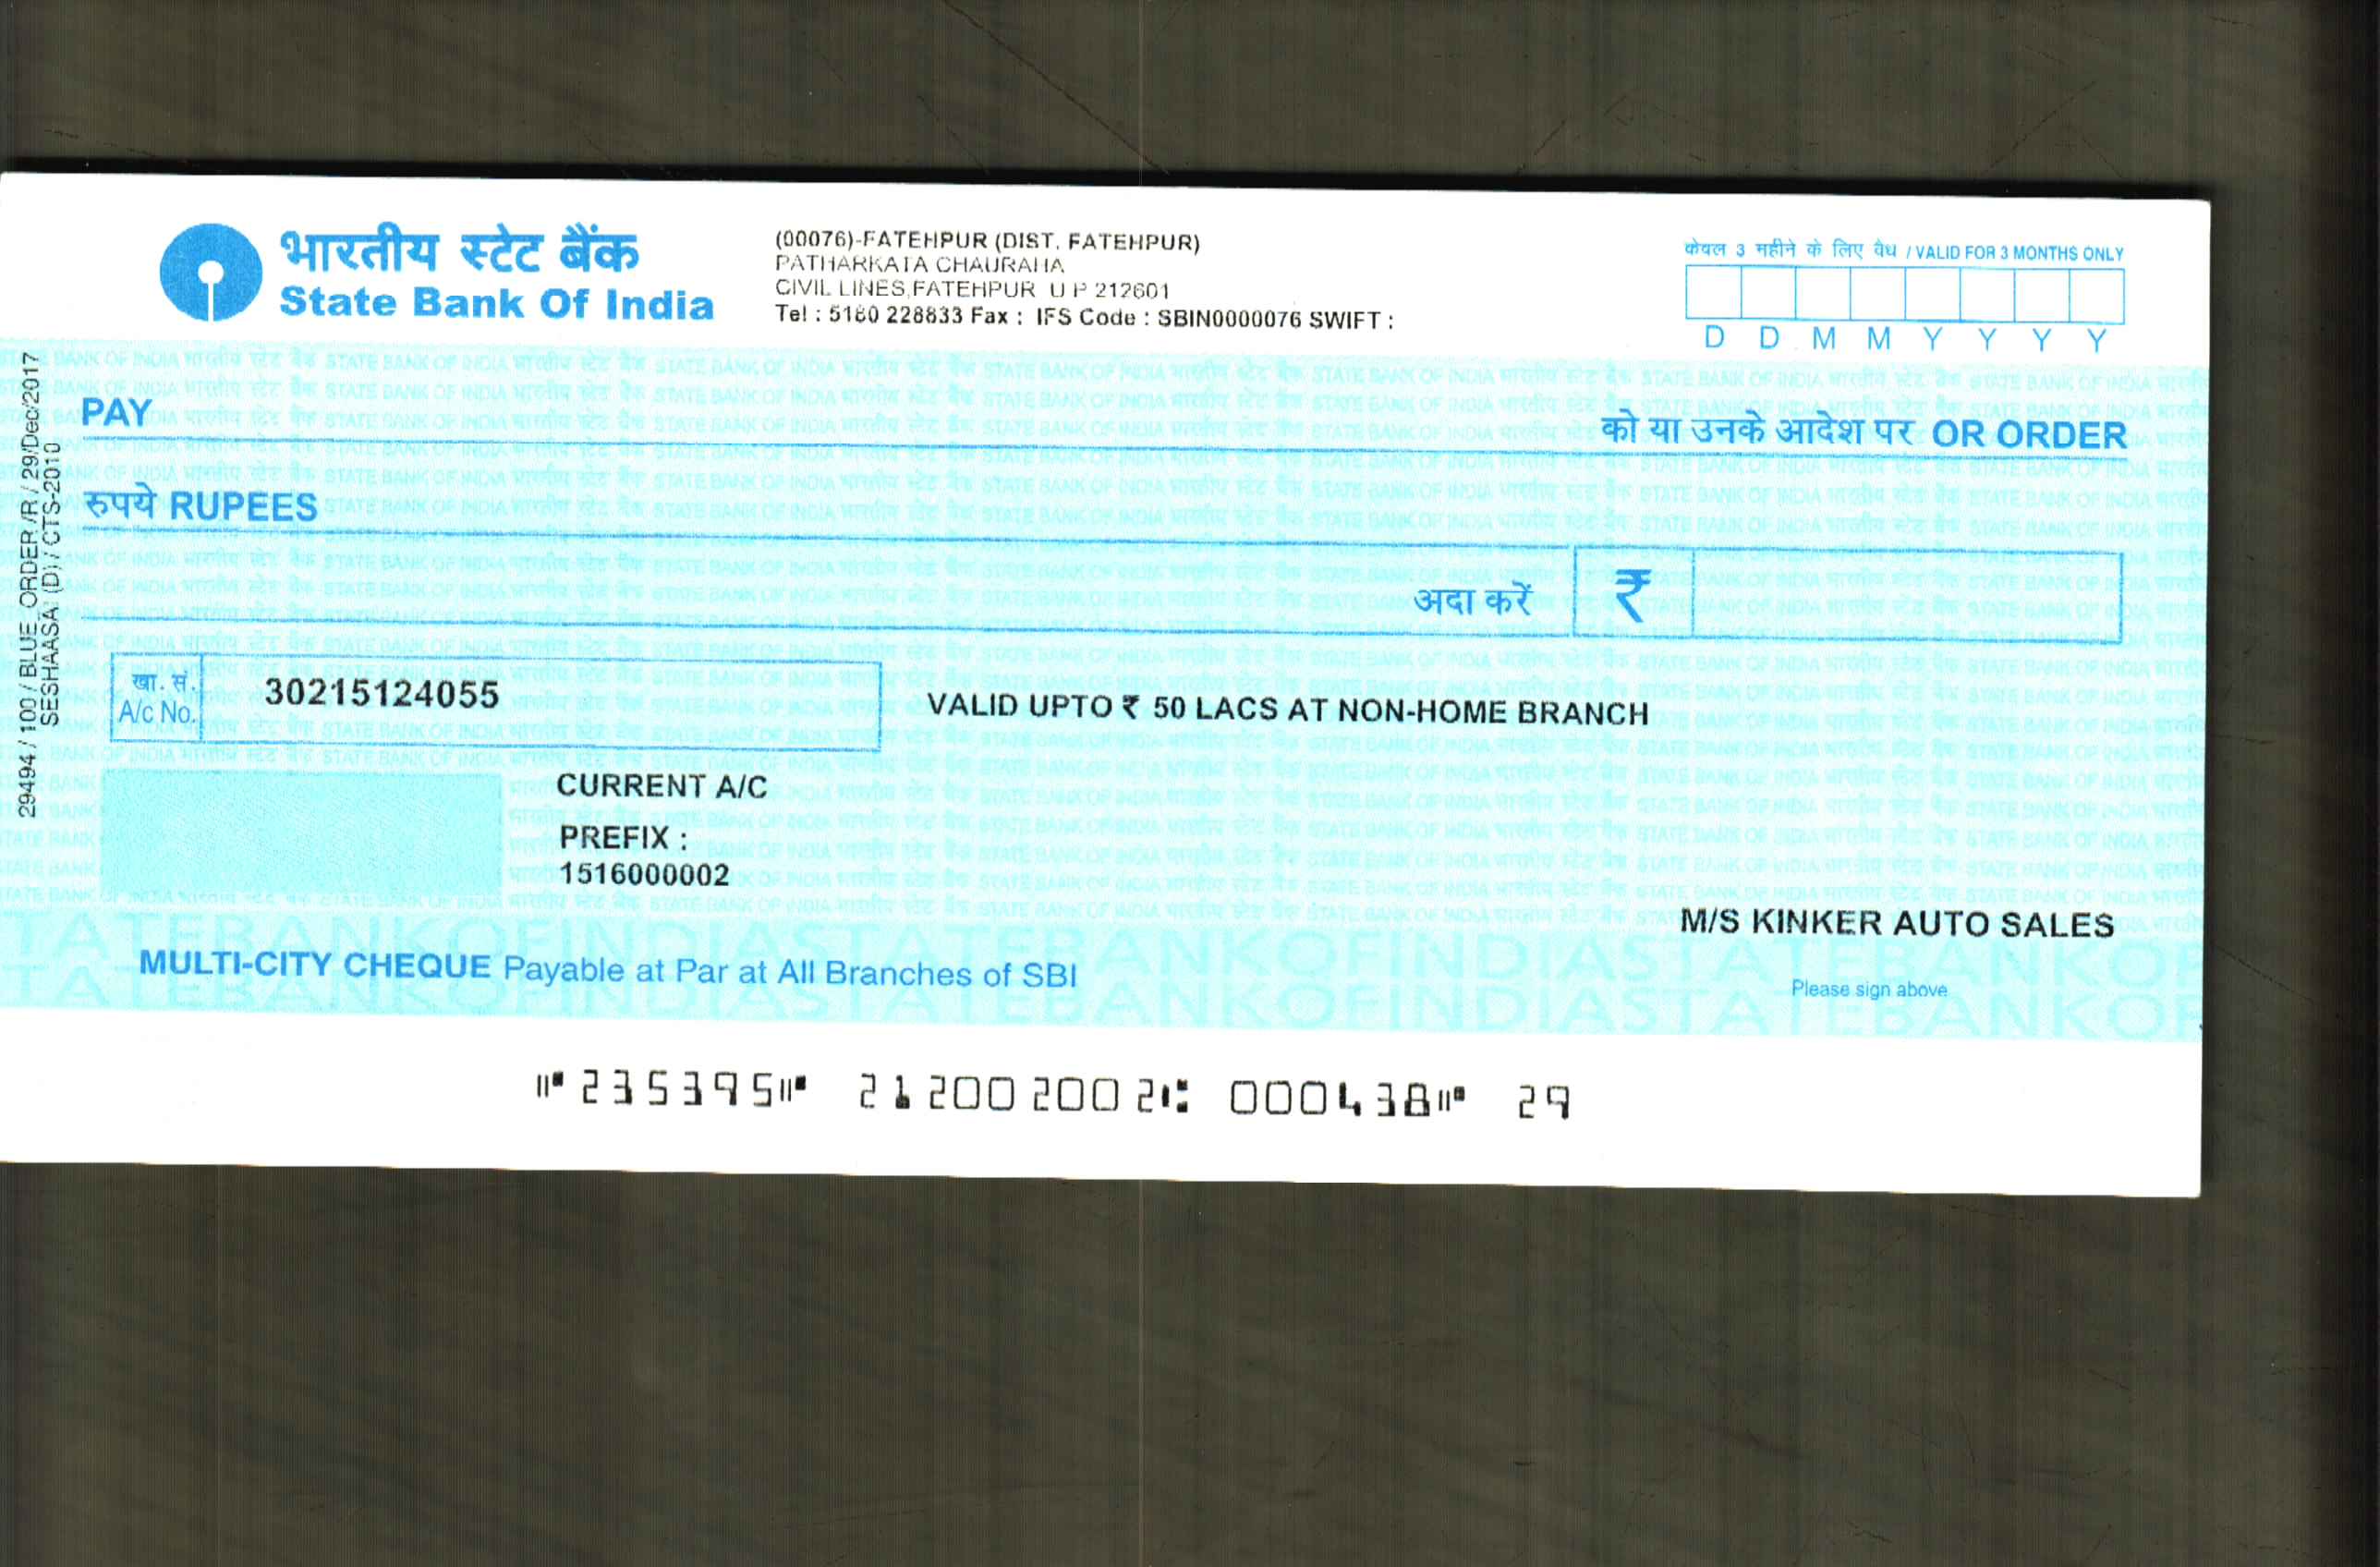 भारतीय स्टेट बैंक
State Bank Of India
(00076)-FATEHPUR (DIST. FATEHPUR)
PATHARKATA CHAURAHA
CIVIL LINES,FATEHPUR U P 212601
Tel : 5180 228833 Fax : IFS Code : SBIN0000076 SWIFT :
केवल 3 महीने के लिए वैध / VALID FOR 3 MONTHS ONLY
D D M M Y Y Y Y
PAY
को या उनके आदेश पर OR ORDER
रुपये RUPEES
अदा करें ₹
खा. सं.
A/c No.
30215124055
VALID UPTO ₹ 50 LACS AT NON-HOME BRANCH
CURRENT A/C
PREFIX :
1516000002
M/S KINKER AUTO SALES
MULTI-CITY CHEQUE Payable at Par at All Branches of SBI
Please sign above
⑈235395⑈ 212002002⑆ 000438⑈ 29
29494 / 100 / BLUE ORDER /R / 29/Dec/2017
SESHAASAI (D) / CTS-2010